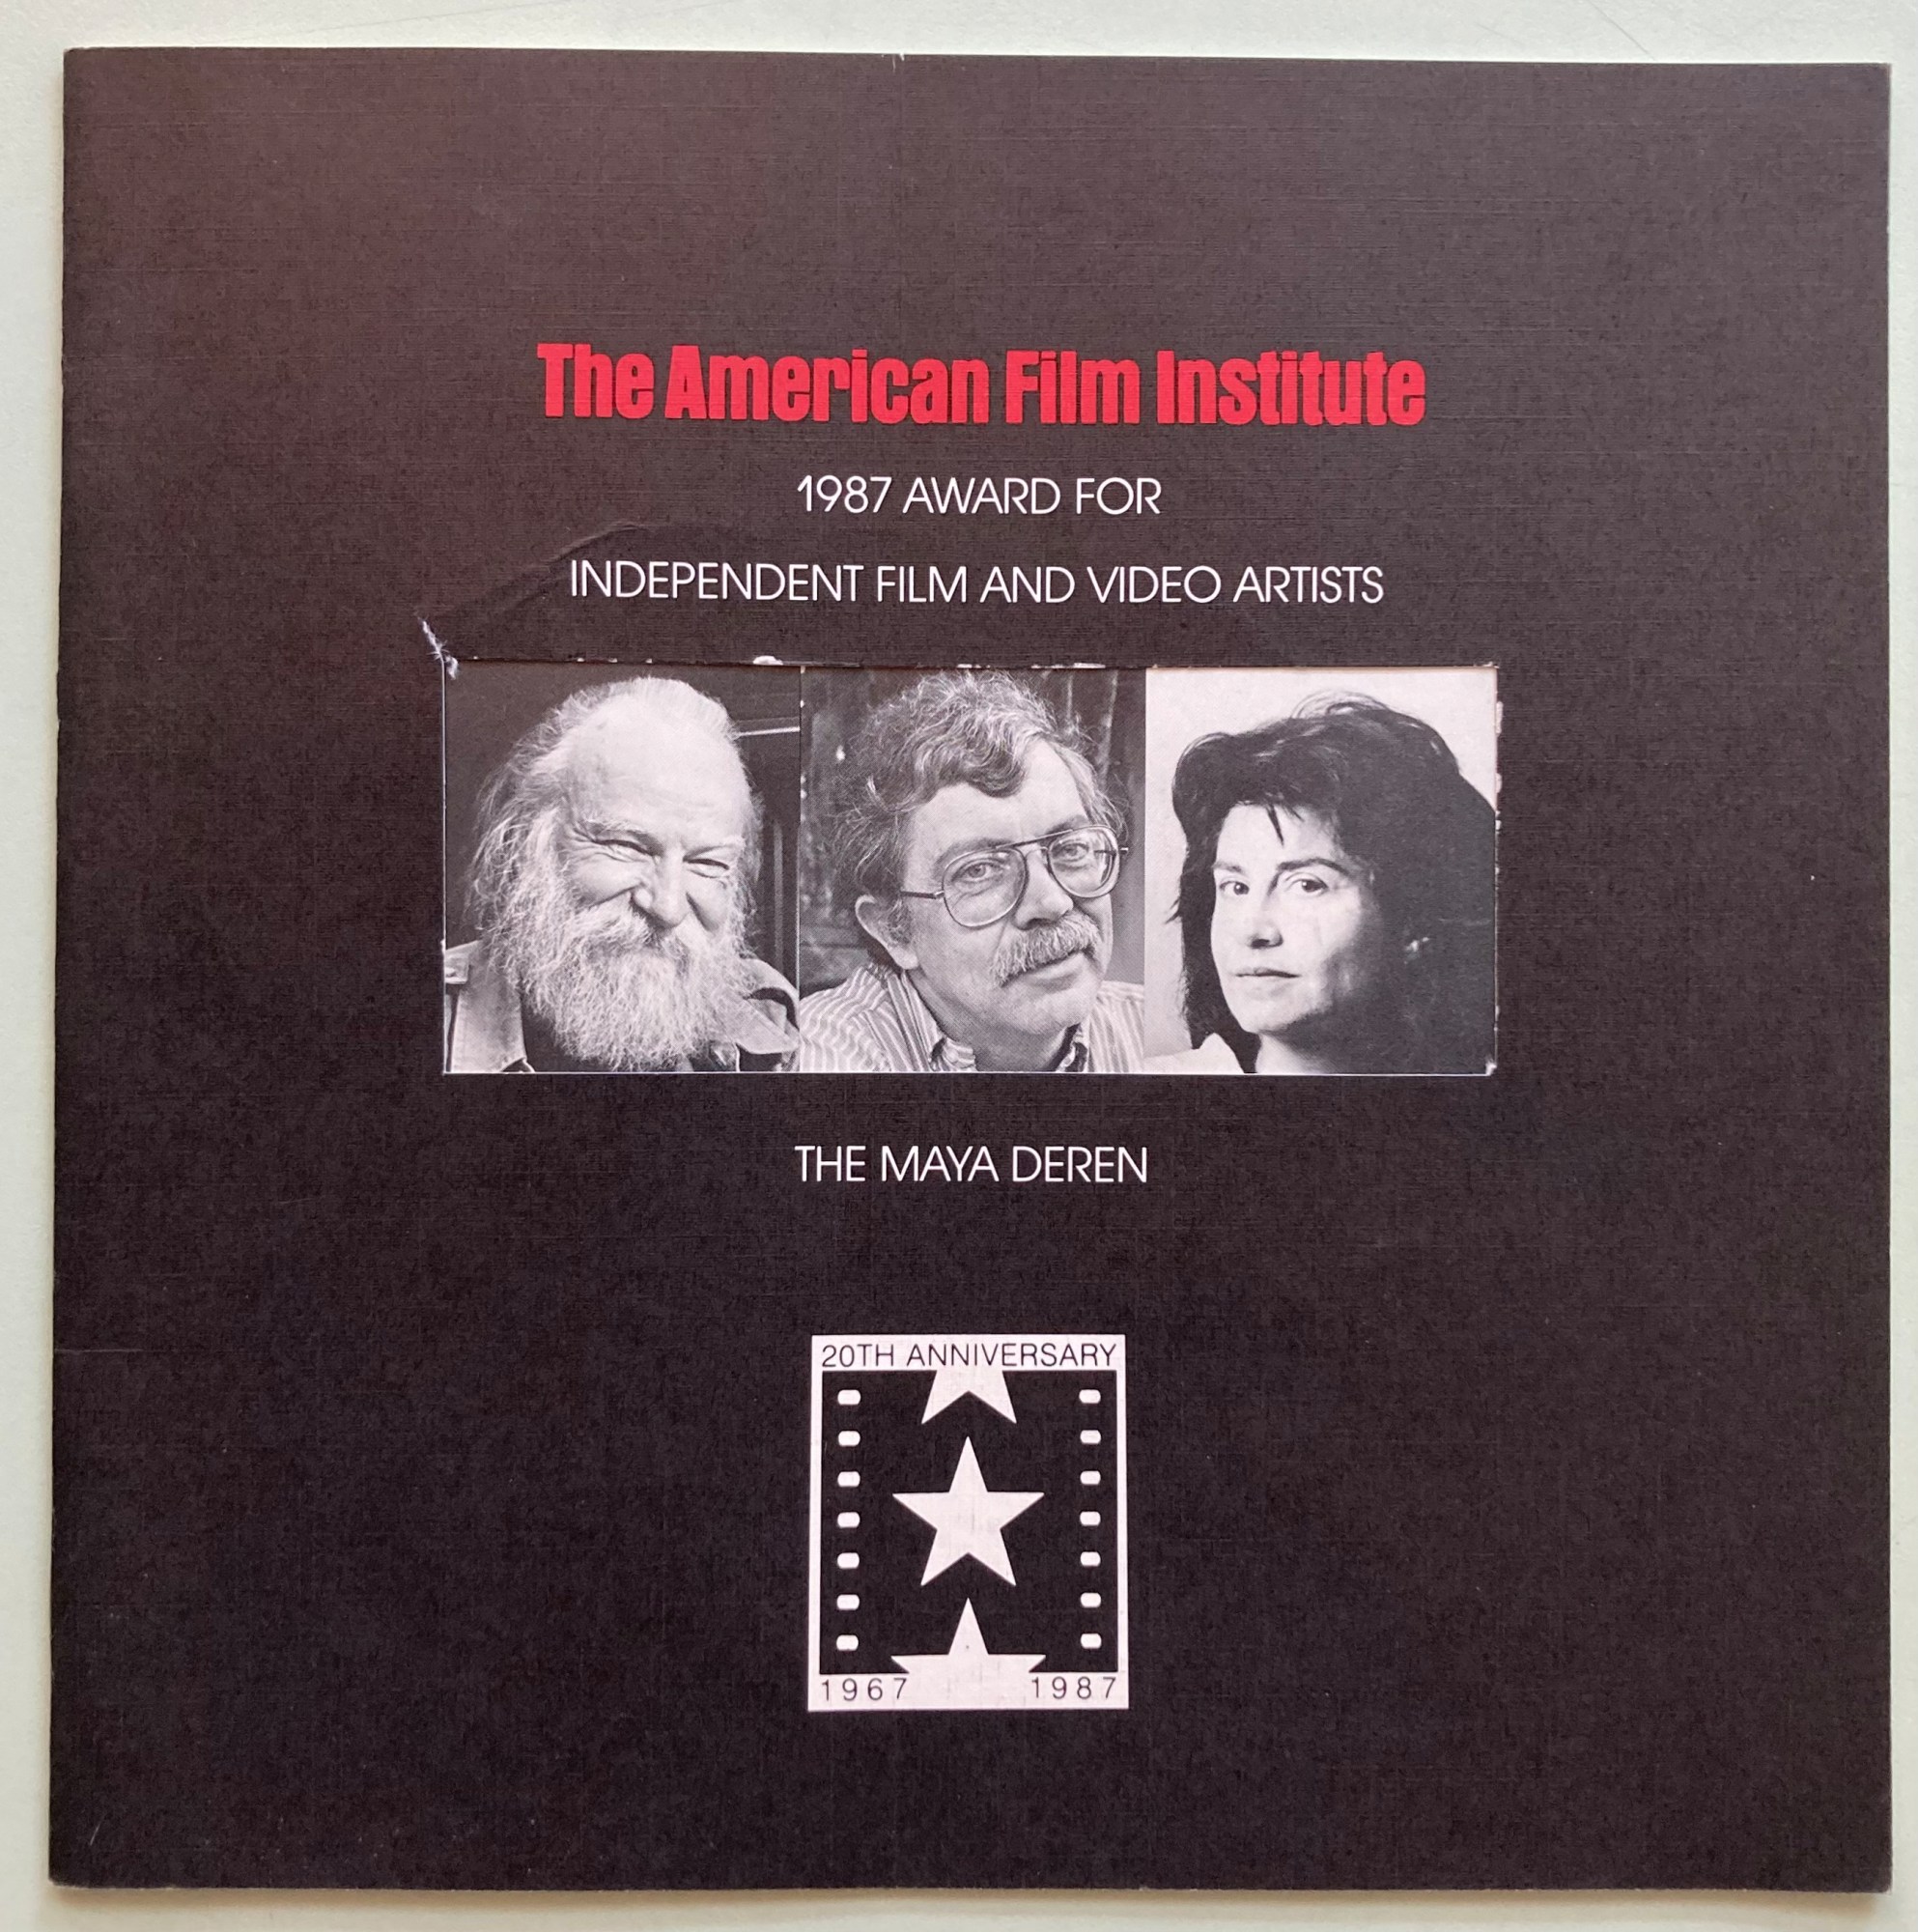 The American Film Institute
1987 AWARD FOR
INDEPENDENT FILM AND VIDEO ARTISTS
THE MAYA DEREN
20TH ANNIVERSARY
1967 1987